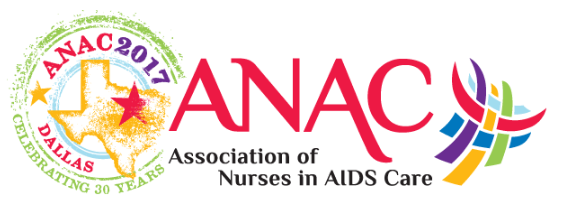 ANAC2017
DALLAS
CELEBRATING 30 YEARS
ANAC
Association of
Nurses in AIDS Care